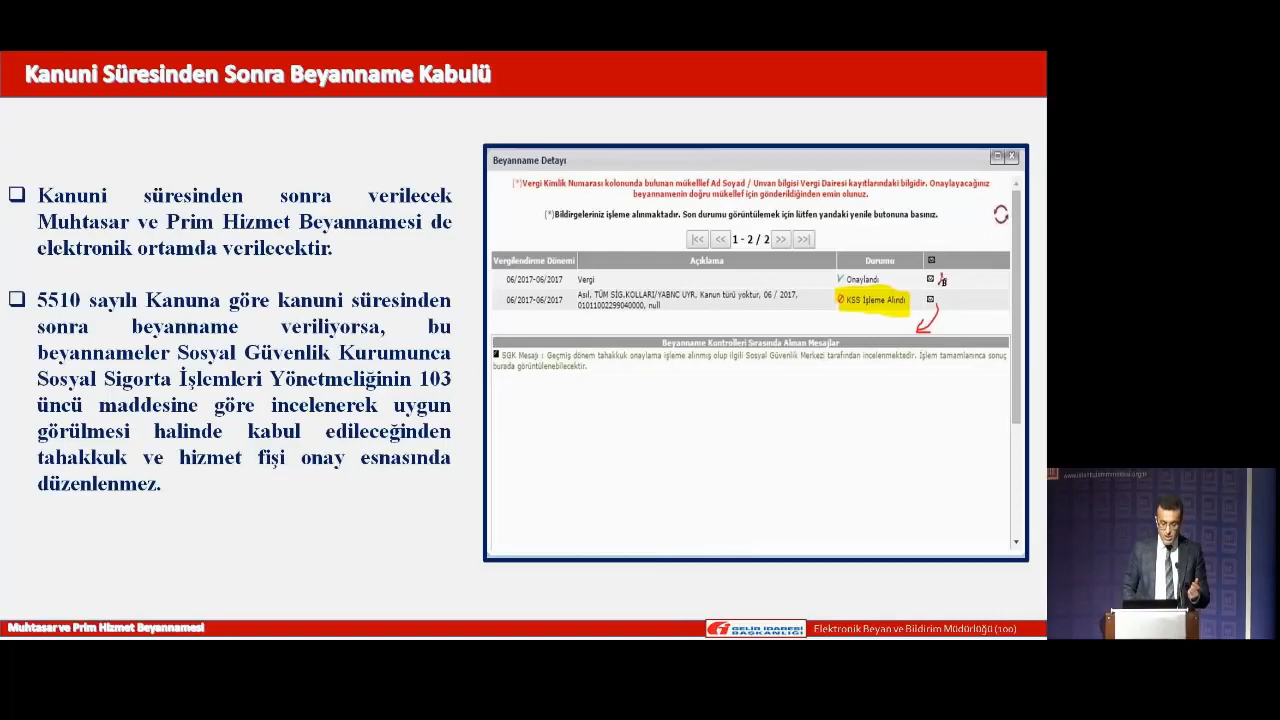 Kanuni Süresinden Sonra Beyanname Kabulü
Kanuni süresinden sonra verilecek
Muhtasar ve Prim Hizmet Beyannamesi de
elektronik ortamda verilecektir.
5510 sayılı Kanuna göre kanuni süresinden
sonra beyanname veriliyorsa, bu
beyannameler Sosyal Güvenlik Kurumunca
Sosyal Sigorta İşlemleri Yönetmeliğinin 103
üncü maddesine göre incelenerek uygun
görülmesi halinde kabul edileceğinden
tahakkuk ve hizmet fişi onay esnasında
düzenlenmez.
Beyanname Detayı
(*)Vergi Kimlik Numarası kolonunda bulunan mükelllef Ad Soyad / Unvan bilgisi Vergi Dairesi kayıtlarındaki bilgidir. Onaylayacağınız
beyannamenin doğru mükellef için gönderildiğinden emin olunuz.
(*)Bildirgeleriniz işleme alınmaktadır. Son durumu görüntülemek için lütfen yandaki yenile butonuna basınız.
|<< << 1 - 2 / 2 >> >>|
Vergilendirme Dönemi Açıklama Durumu
06/2017-06/2017 Vergi Onaylandı
06/2017-06/2017 Asıl, TÜM SİG.KOLLARI/YABNC UYR, Kanun türü yoktur, 06 / 2017, KSS İşleme Alındı
01011002299040000, null
Beyanname Kontrolleri Sırasında Alınan Mesajlar
SGK Mesajı : Geçmiş dönem tahakkuk onaylama işleme alınmış olup ilgili Sosyal Güvenlik Merkezi tarafından incelenmektedir. İşlem tamamlanınca sonuç
burada görüntülenebilecektir.
Muhtasar ve Prim Hizmet Beyannamesi
GELİR İDARESİ
BAŞKANLIĞI
Elektronik Beyan ve Bildirim Müdürlüğü (100)